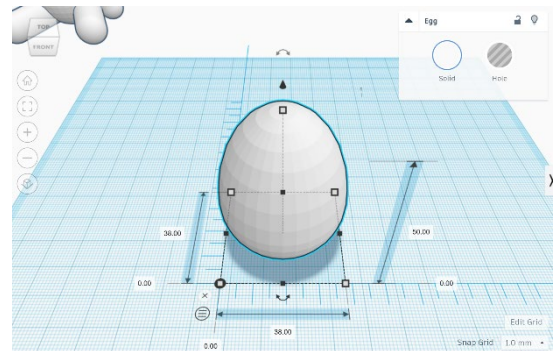 TOP
FRONT
Egg
Solid
Hole
38.00
50.00
0.00
0.00
38.00
0.00
Edit Grid
Snap Grid 1.0 mm